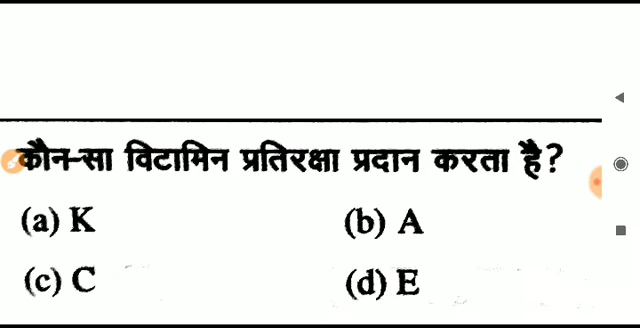 कौन-सा विटामिन प्रतिरक्षा प्रदान करता है?
(a) K (b) A
(c) C (d) E